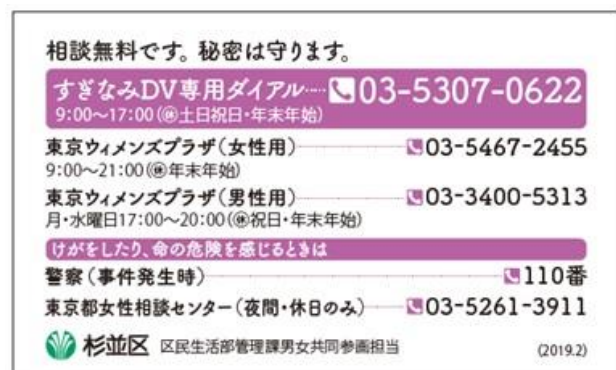 相談無料です。秘密は守ります。
すぎなみDV専用ダイアル……03-5307-0622
9:00〜17:00(㊡土日祝日・年末年始)
東京ウィメンズプラザ(女性用)……03-5467-2455
9:00〜21:00(㊡年末年始)
東京ウィメンズプラザ(男性用)……03-3400-5313
月・水曜日17:00〜20:00(㊡祝日・年末年始)
けがをしたり、命の危険を感じるときは
警察(事件発生時)……110番
東京都女性相談センター(夜間・休日のみ)……03-5261-3911
杉並区 区民生活部管理課男女共同参画担当 (2019.2)